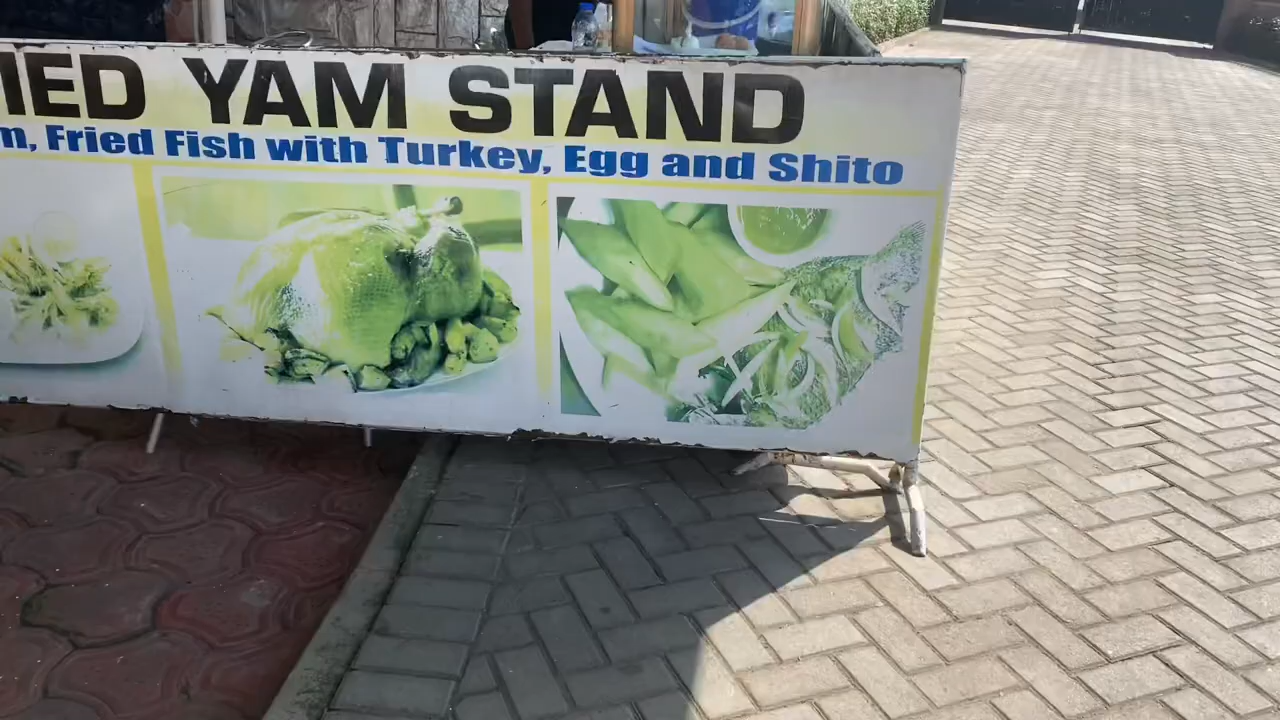 IED YAM STAND
m, Fried Fish with Turkey, Egg and Shito